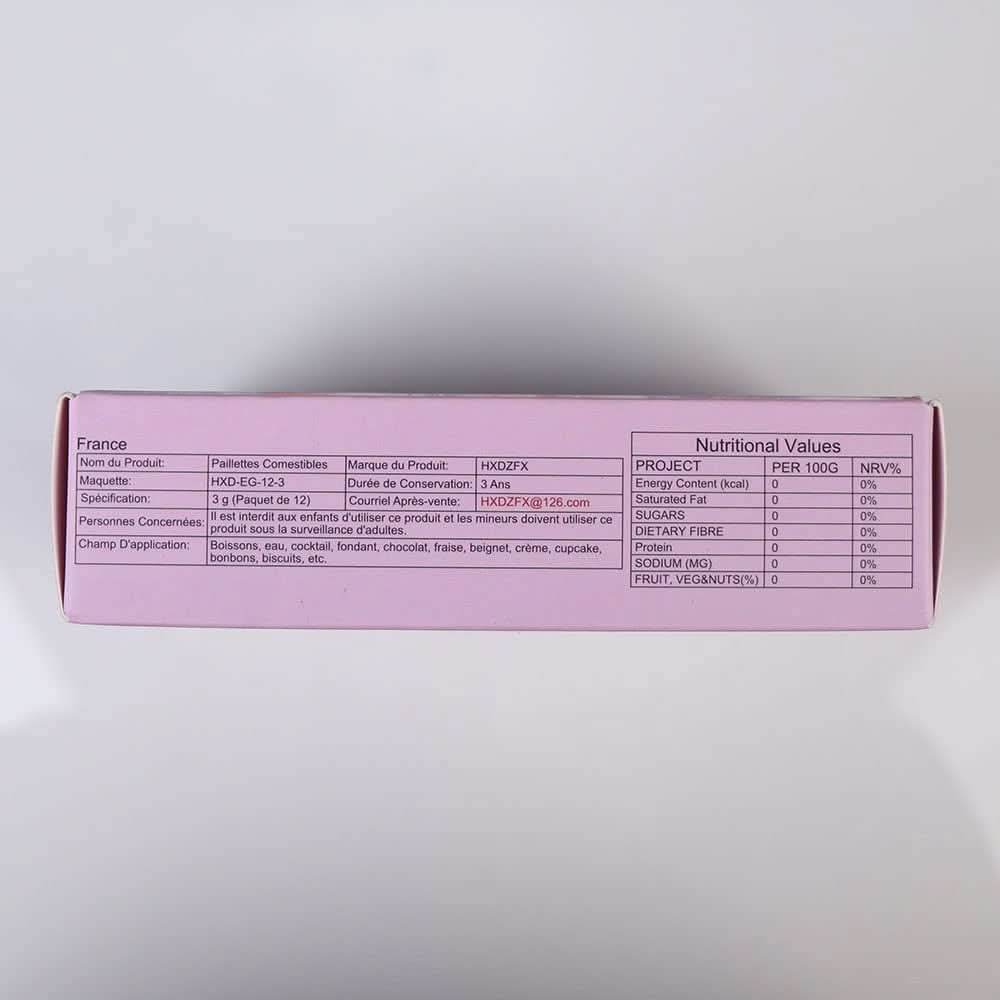 France
Nom du Produit: Paillettes Comestibles Marque du Produit: HXDZFX
Maquette: HXD-EG-12-3 Durée de Conservation: 3 Ans
Spécification: 3 g (Paquet de 12) Courriel Après-vente: HXDZFX@126.com
Personnes Concernées: Il est interdit aux enfants d'utiliser ce produit et les mineurs doivent utiliser ce
produit sous la surveillance d'adultes.
Champ D'application: Boissons, eau, cocktail, fondant, chocolat, fraise, beignet, crème, cupcake,
bonbons, biscuits, etc.
Nutritional Values
PROJECT PER 100G NRV%
Energy Content (kcal) 0 0%
Saturated Fat 0 0%
SUGARS 0 0%
DIETARY FIBRE 0 0%
Protein 0 0%
SODIUM (MG) 0 0%
FRUIT, VEG&NUTS(%) 0 0%